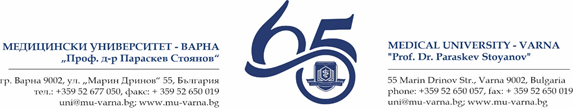 МЕДИЦИНСКИ УНИВЕРСИТЕТ - ВАРНА
„Проф. д-р Параскев Стоянов"
гр. Варна 9002, ул. „Марин Дринов" 55, България
тел.: +359 52 677 050, факс: + 359 52 650 019
uni@mu-varna.bg; www.mu-varna.bg
65
MEDICAL UNIVERSITY - VARNA
"Prof. Dr. Paraskev Stoyanov"
55 Marin Drinov Str., Varna 9002, Bulgaria
phone: +359 52 650 057, fax: + 359 52 650 019
uni@mu-varna.bg; www.mu-varna.bg